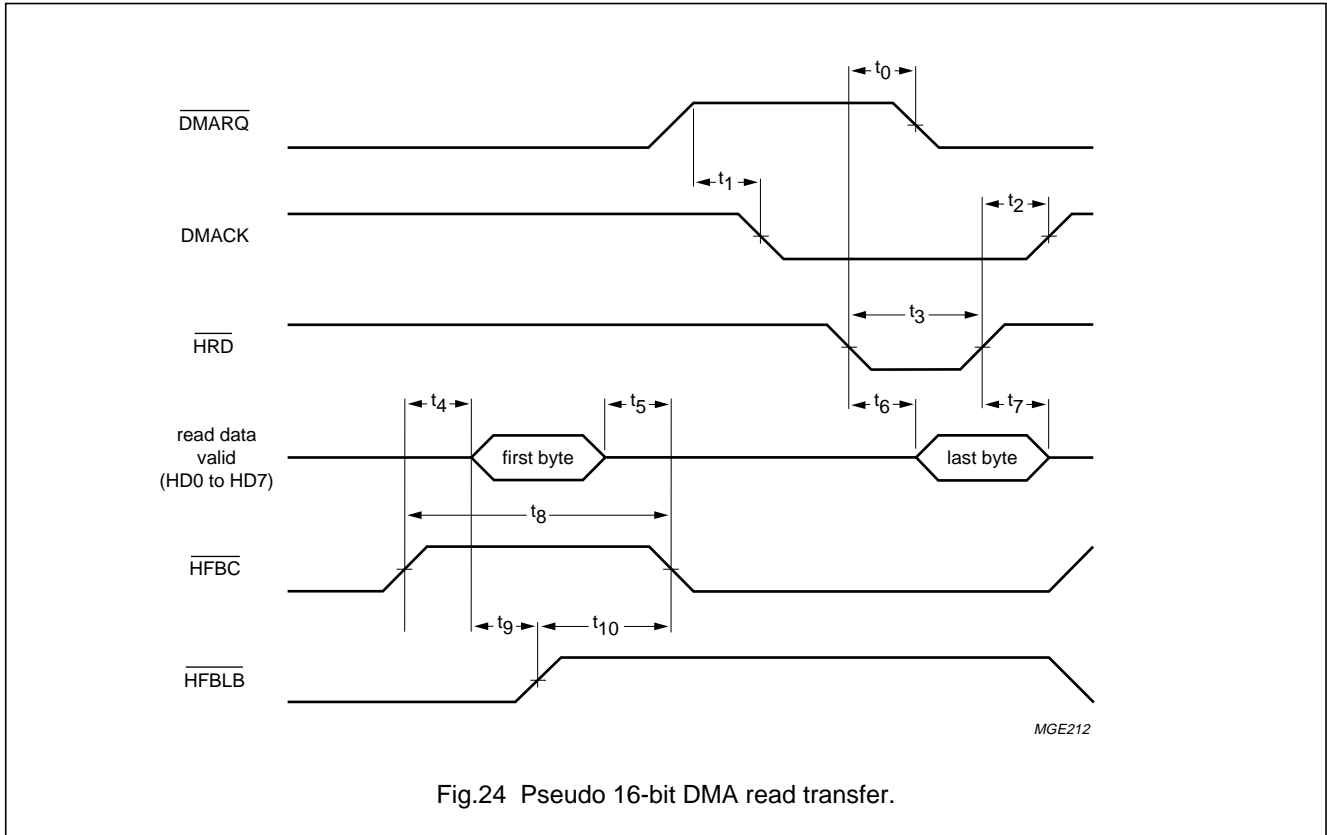 t0
DMARQ
t1
t2
DMACK
t3
HRD
t4
t5
t6
t7
read data
valid
(HD0 to HD7)
first byte
last byte
t8
HFBC
t9
t10
HFBLB
MGE212
Fig.24 Pseudo 16-bit DMA read transfer.